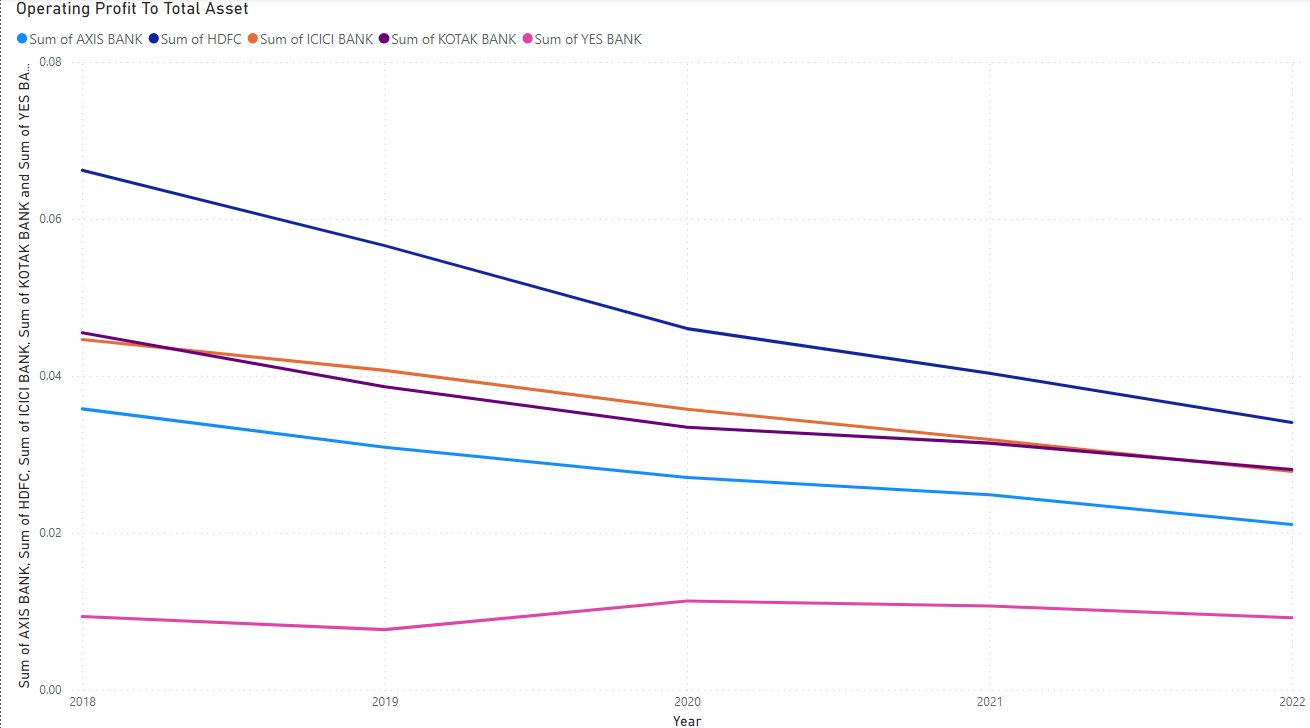 Operating Profit To Total Asset
Sum of AXIS BANK Sum of HDFC Sum of ICICI BANK Sum of KOTAK BANK Sum of YES BANK
Sum of AXIS BANK, Sum of HDFC, Sum of ICICI BANK, Sum of KOTAK BANK and Sum of YES BA...
0.08
0.06
0.04
0.02
0.00
2018 2019 2020 2021 2022
Year